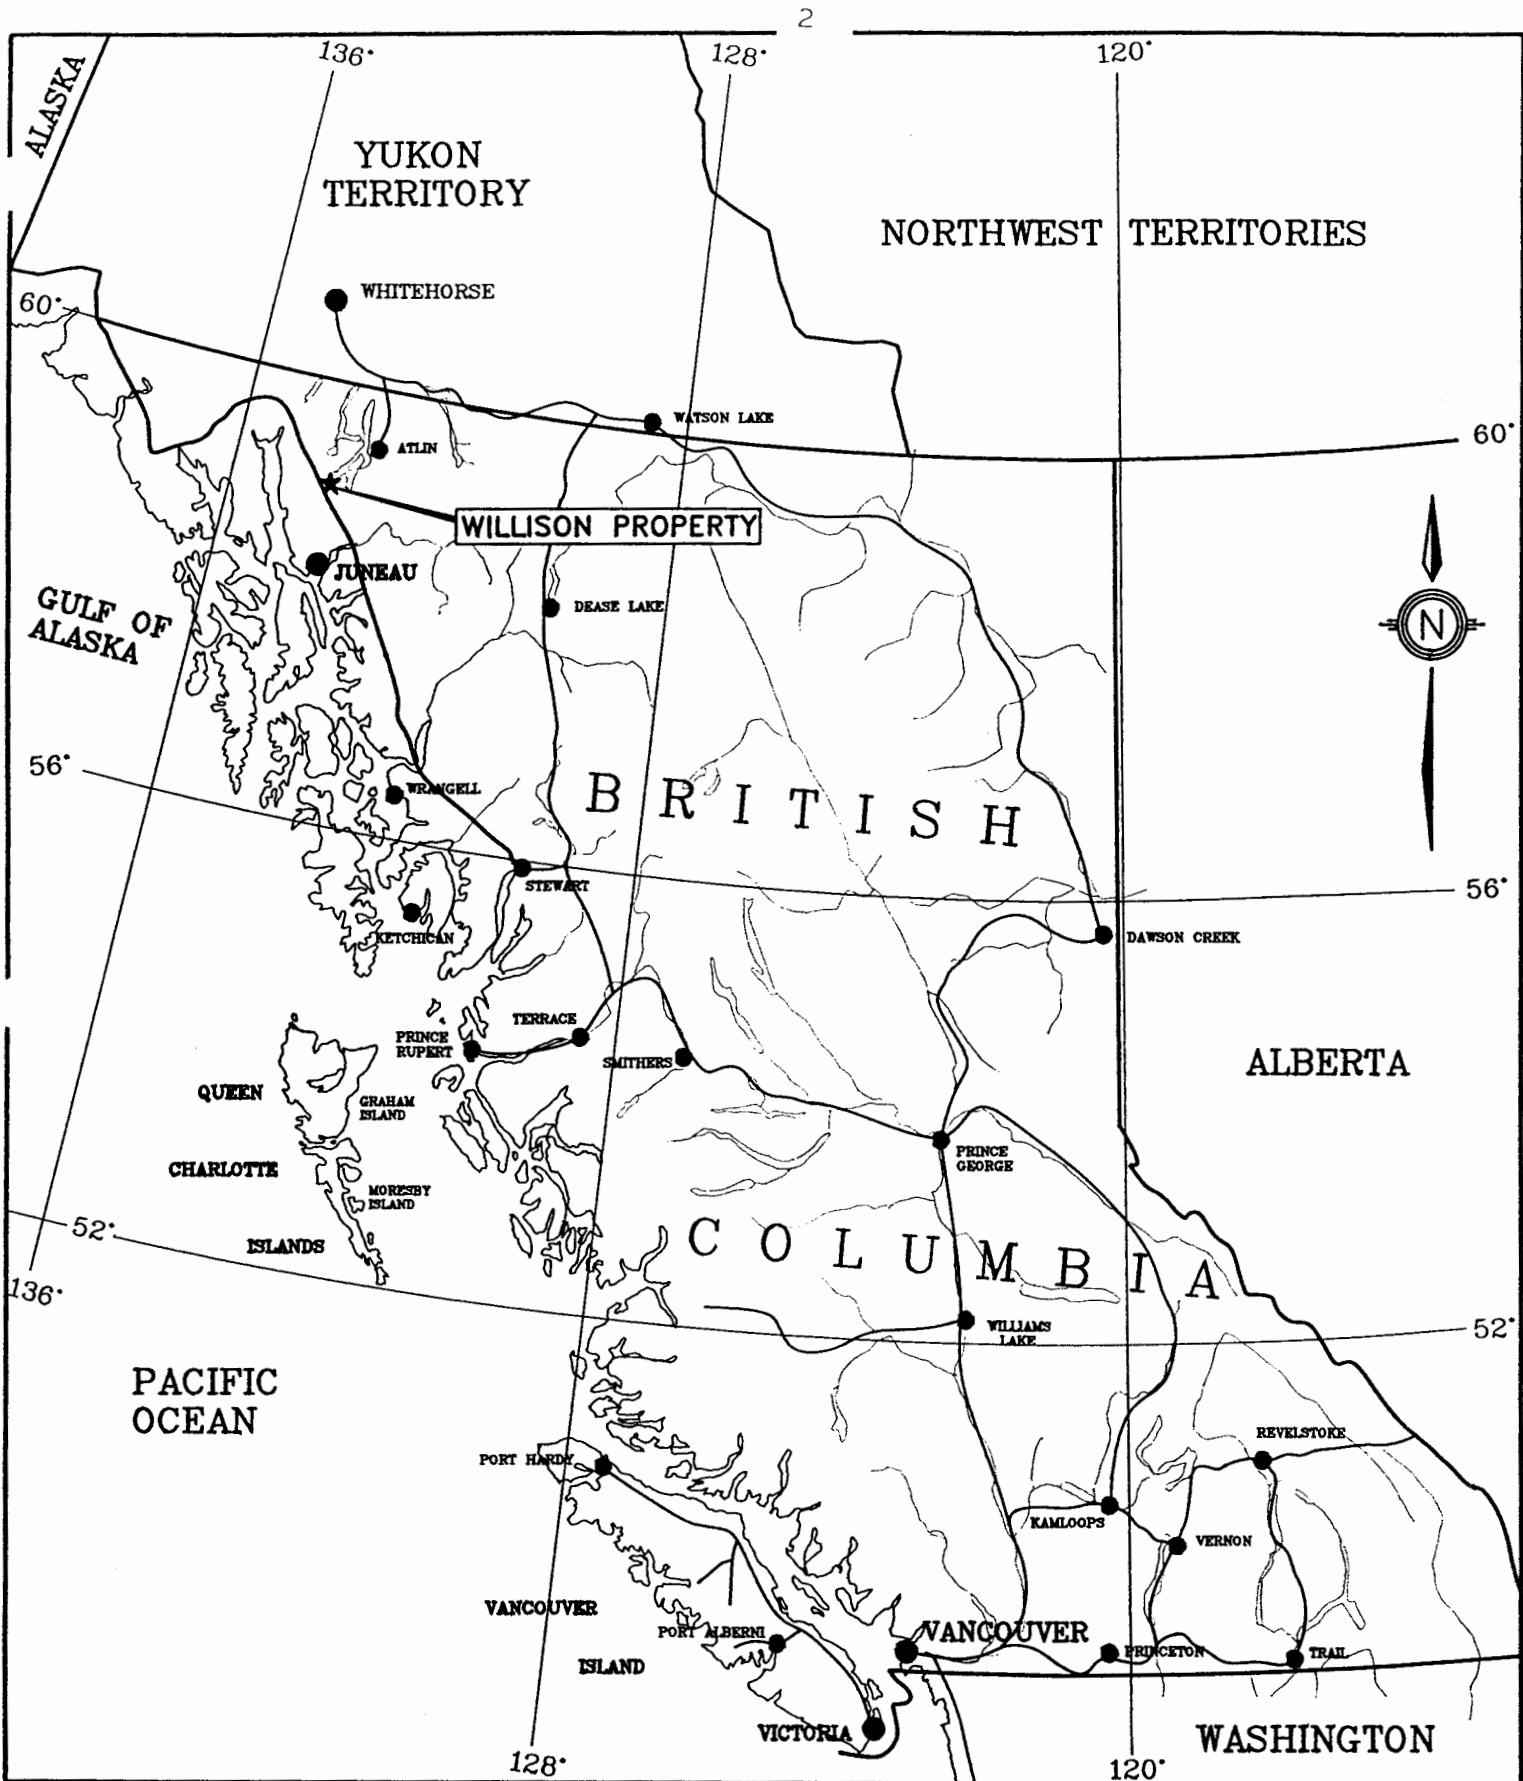 2
136°
128°
120°
ALASKA
YUKON
TERRITORY
NORTHWEST TERRITORIES
WHITEHORSE
60°
WATSON LAKE
60°
ATLIN
WILLISON PROPERTY
JUNEAU
DEASE LAKE
GULF OF
ALASKA
N
56°
WRANGELL
BRITISH
STEWART
56°
KETCHICAN
DAWSON CREEK
TERRACE
PRINCE
RUPERT
SMITHERS
ALBERTA
QUEEN
GRAHAM
ISLAND
PRINCE
GEORGE
CHARLOTTE
MORESBY
ISLAND
52°
ISLANDS
COLUMBIA
136°
WILLIAMS
LAKE
52°
PACIFIC
OCEAN
REVELSTOKE
PORT HARDY
KAMLOOPS
VERNON
VANCOUVER
PORT ALBERNI
VANCOUVER
PRINCETON
TRAIL
ISLAND
VICTORIA
WASHINGTON
128°
120°